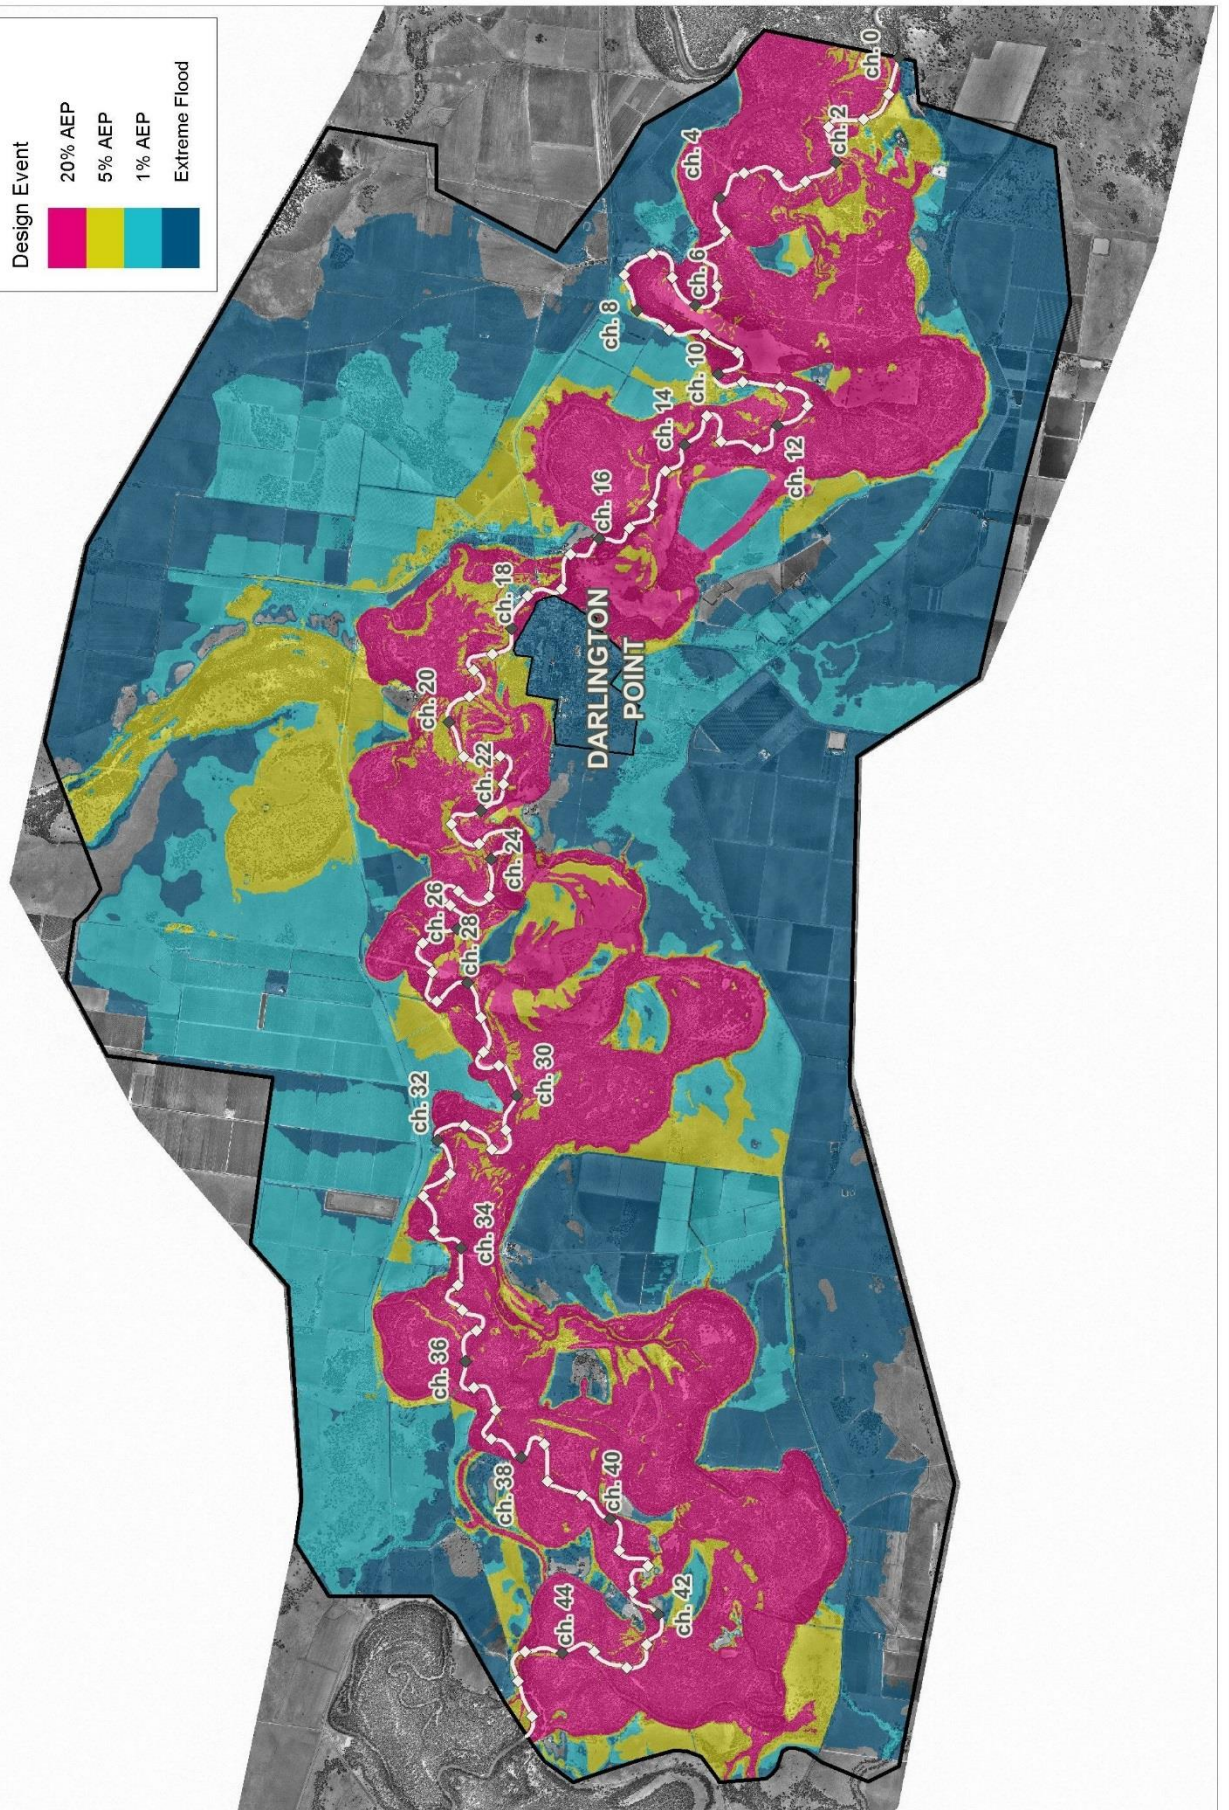 Design Event
20% AEP
5% AEP
1% AEP
Extreme Flood
ch. 0
ch. 2
ch. 4
ch. 6
ch. 8
ch. 10
ch. 12
ch. 14
ch. 16
ch. 18
DARLINGTON
POINT
ch. 20
ch. 22
ch. 24
ch. 26
ch. 28
ch. 30
ch. 32
ch. 34
ch. 36
ch. 38
ch. 40
ch. 42
ch. 44